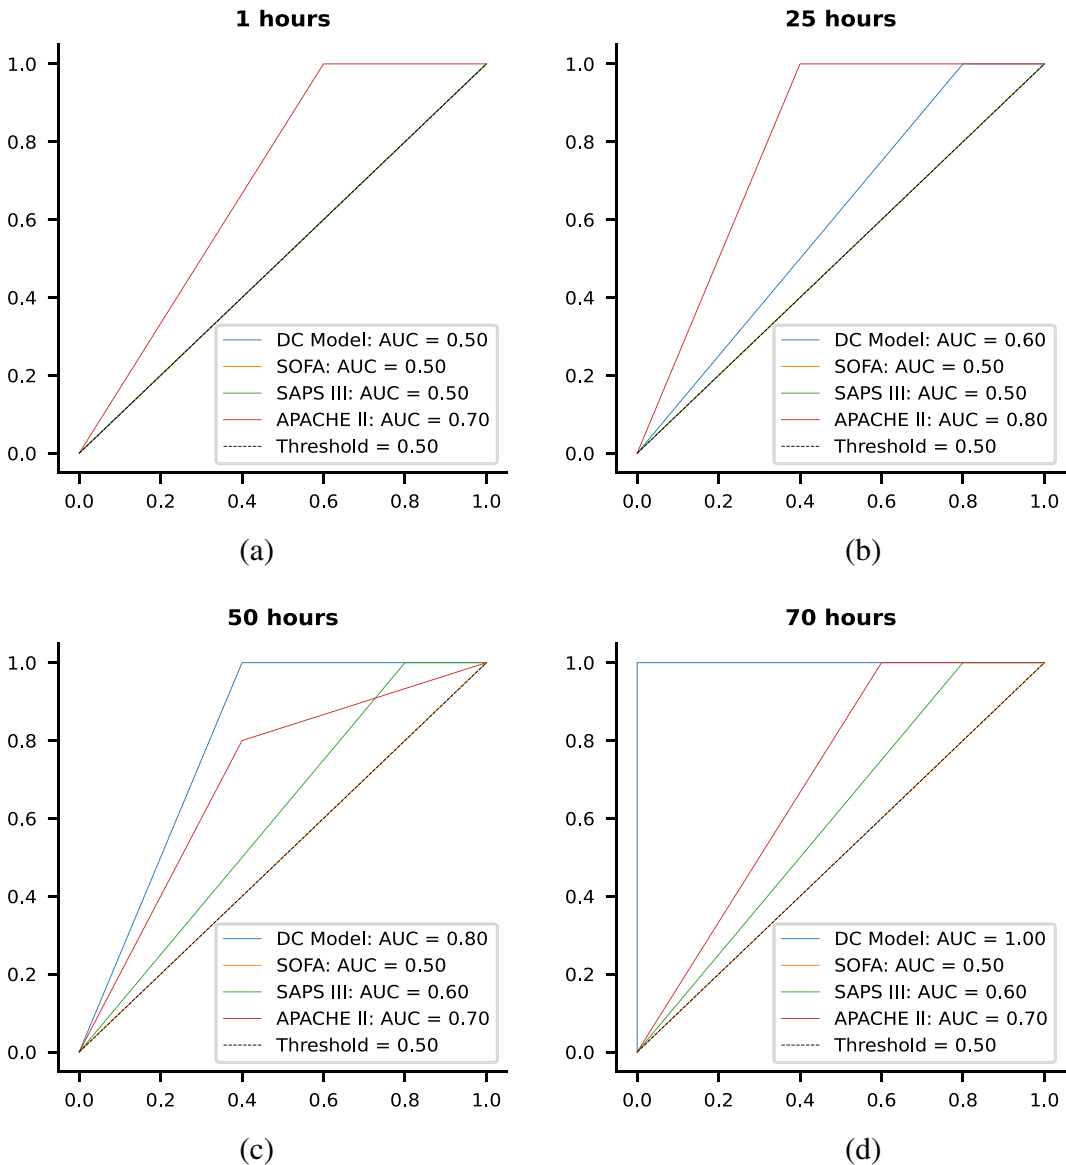 1 hours
1.0
0.8
0.6
0.4
0.2
0.0
DC Model: AUC = 0.50
SOFA: AUC = 0.50
SAPS III: AUC = 0.50
APACHE II: AUC = 0.70
Threshold = 0.50
0.0 0.2 0.4 0.6 0.8 1.0
(a)
25 hours
1.0
0.8
0.6
0.4
0.2
0.0
DC Model: AUC = 0.60
SOFA: AUC = 0.50
SAPS III: AUC = 0.50
APACHE II: AUC = 0.80
Threshold = 0.50
0.0 0.2 0.4 0.6 0.8 1.0
(b)
50 hours
1.0
0.8
0.6
0.4
0.2
0.0
DC Model: AUC = 0.80
SOFA: AUC = 0.50
SAPS III: AUC = 0.60
APACHE II: AUC = 0.70
Threshold = 0.50
0.0 0.2 0.4 0.6 0.8 1.0
(c)
70 hours
1.0
0.8
0.6
0.4
0.2
0.0
DC Model: AUC = 1.00
SOFA: AUC = 0.50
SAPS III: AUC = 0.60
APACHE II: AUC = 0.70
Threshold = 0.50
0.0 0.2 0.4 0.6 0.8 1.0
(d)